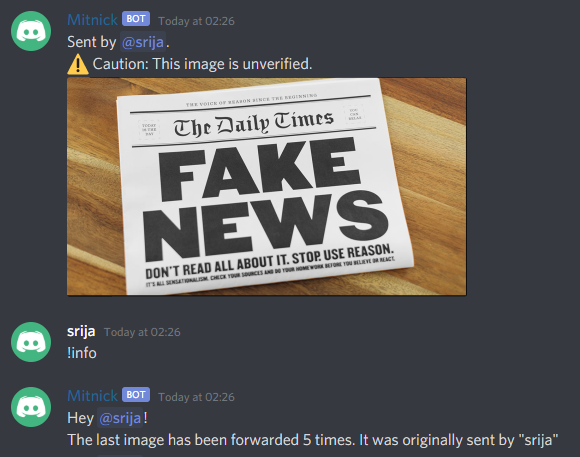 Mitnick BOT Today at 02:26
Sent by @srija.
Caution: This image is unverified.
THE VOICE OF REASON SINCE THE BEGINNING
The Daily Times
FAKE
NEWS
DON'T READ ALL ABOUT IT. STOP. USE REASON.
IT'S ALL SENSATIONALISM. CHECK YOUR SOURCES AND DO YOUR HOMEWORK BEFORE YOU BELIEVE OR REACT.
srija Today at 02:26
!info
Mitnick BOT Today at 02:26
Hey @srija!
The last image has been forwarded 5 times. It was originally sent by "srija"